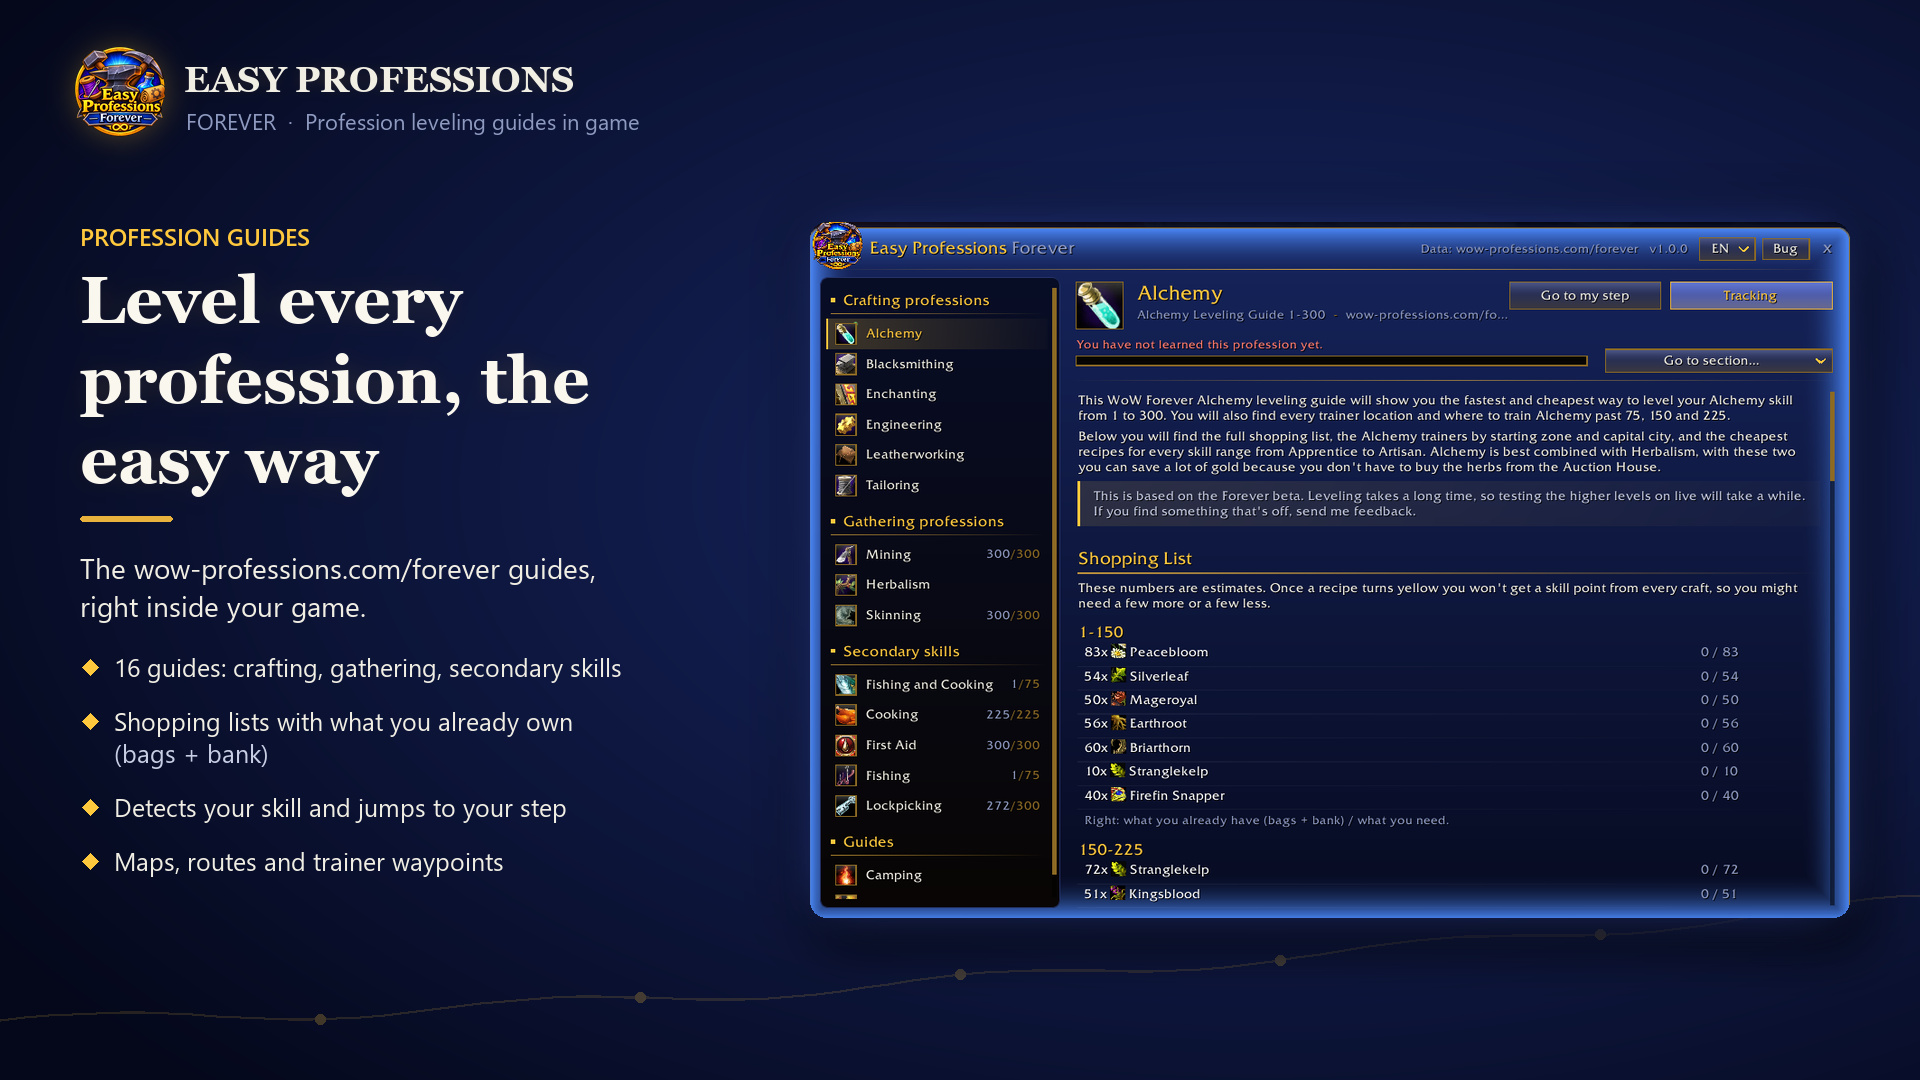 Easy
Professions
Forever
EASY PROFESSIONS
FOREVER · Profession leveling guides in game
PROFESSION GUIDES
Level every
profession, the
easy way
The wow-professions.com/forever guides,
right inside your game.
16 guides: crafting, gathering, secondary skills
Shopping lists with what you already own
(bags + bank)
Detects your skill and jumps to your step
Maps, routes and trainer waypoints
Easy
Professions
Forever
Easy Professions Forever
Data: wow-professions.com/forever v1.0.0
EN
Bug
X
Crafting professions
Alchemy
Blacksmithing
Enchanting
Engineering
Leatherworking
Tailoring
Gathering professions
Mining 300/300
Herbalism
Skinning 300/300
Secondary skills
Fishing and Cooking 1/75
Cooking 225/225
First Aid 300/300
Fishing 1/75
Lockpicking 272/300
Guides
Camping
Alchemy
Alchemy Leveling Guide 1-300 - wow-professions.com/fo...
Go to my step
Tracking
You have not learned this profession yet.
Go to section...
This WoW Forever Alchemy leveling guide will show you the fastest and cheapest way to level your Alchemy skill
from 1 to 300. You will also find every trainer location and where to train Alchemy past 75, 150 and 225.
Below you will find the full shopping list, the Alchemy trainers by starting zone and capital city, and the cheapest
recipes for every skill range from Apprentice to Artisan. Alchemy is best combined with Herbalism, with these two
you can save a lot of gold because you don't have to buy the herbs from the Auction House.
This is based on the Forever beta. Leveling takes a long time, so testing the higher levels on live will take a while.
If you find something that's off, send me feedback.
Shopping List
These numbers are estimates. Once a recipe turns yellow you won't get a skill point from every craft, so you might
need a few more or a few less.
1-150
83x Peacebloom 0 / 83
54x Silverleaf 0 / 54
50x Mageroyal 0 / 50
56x Earthroot 0 / 56
60x Briarthorn 0 / 60
10x Stranglekelp 0 / 10
40x Firefin Snapper 0 / 40
Right: what you already have (bags + bank) / what you need.
150-225
72x Stranglekelp 0 / 72
51x Kingsblood 0 / 51